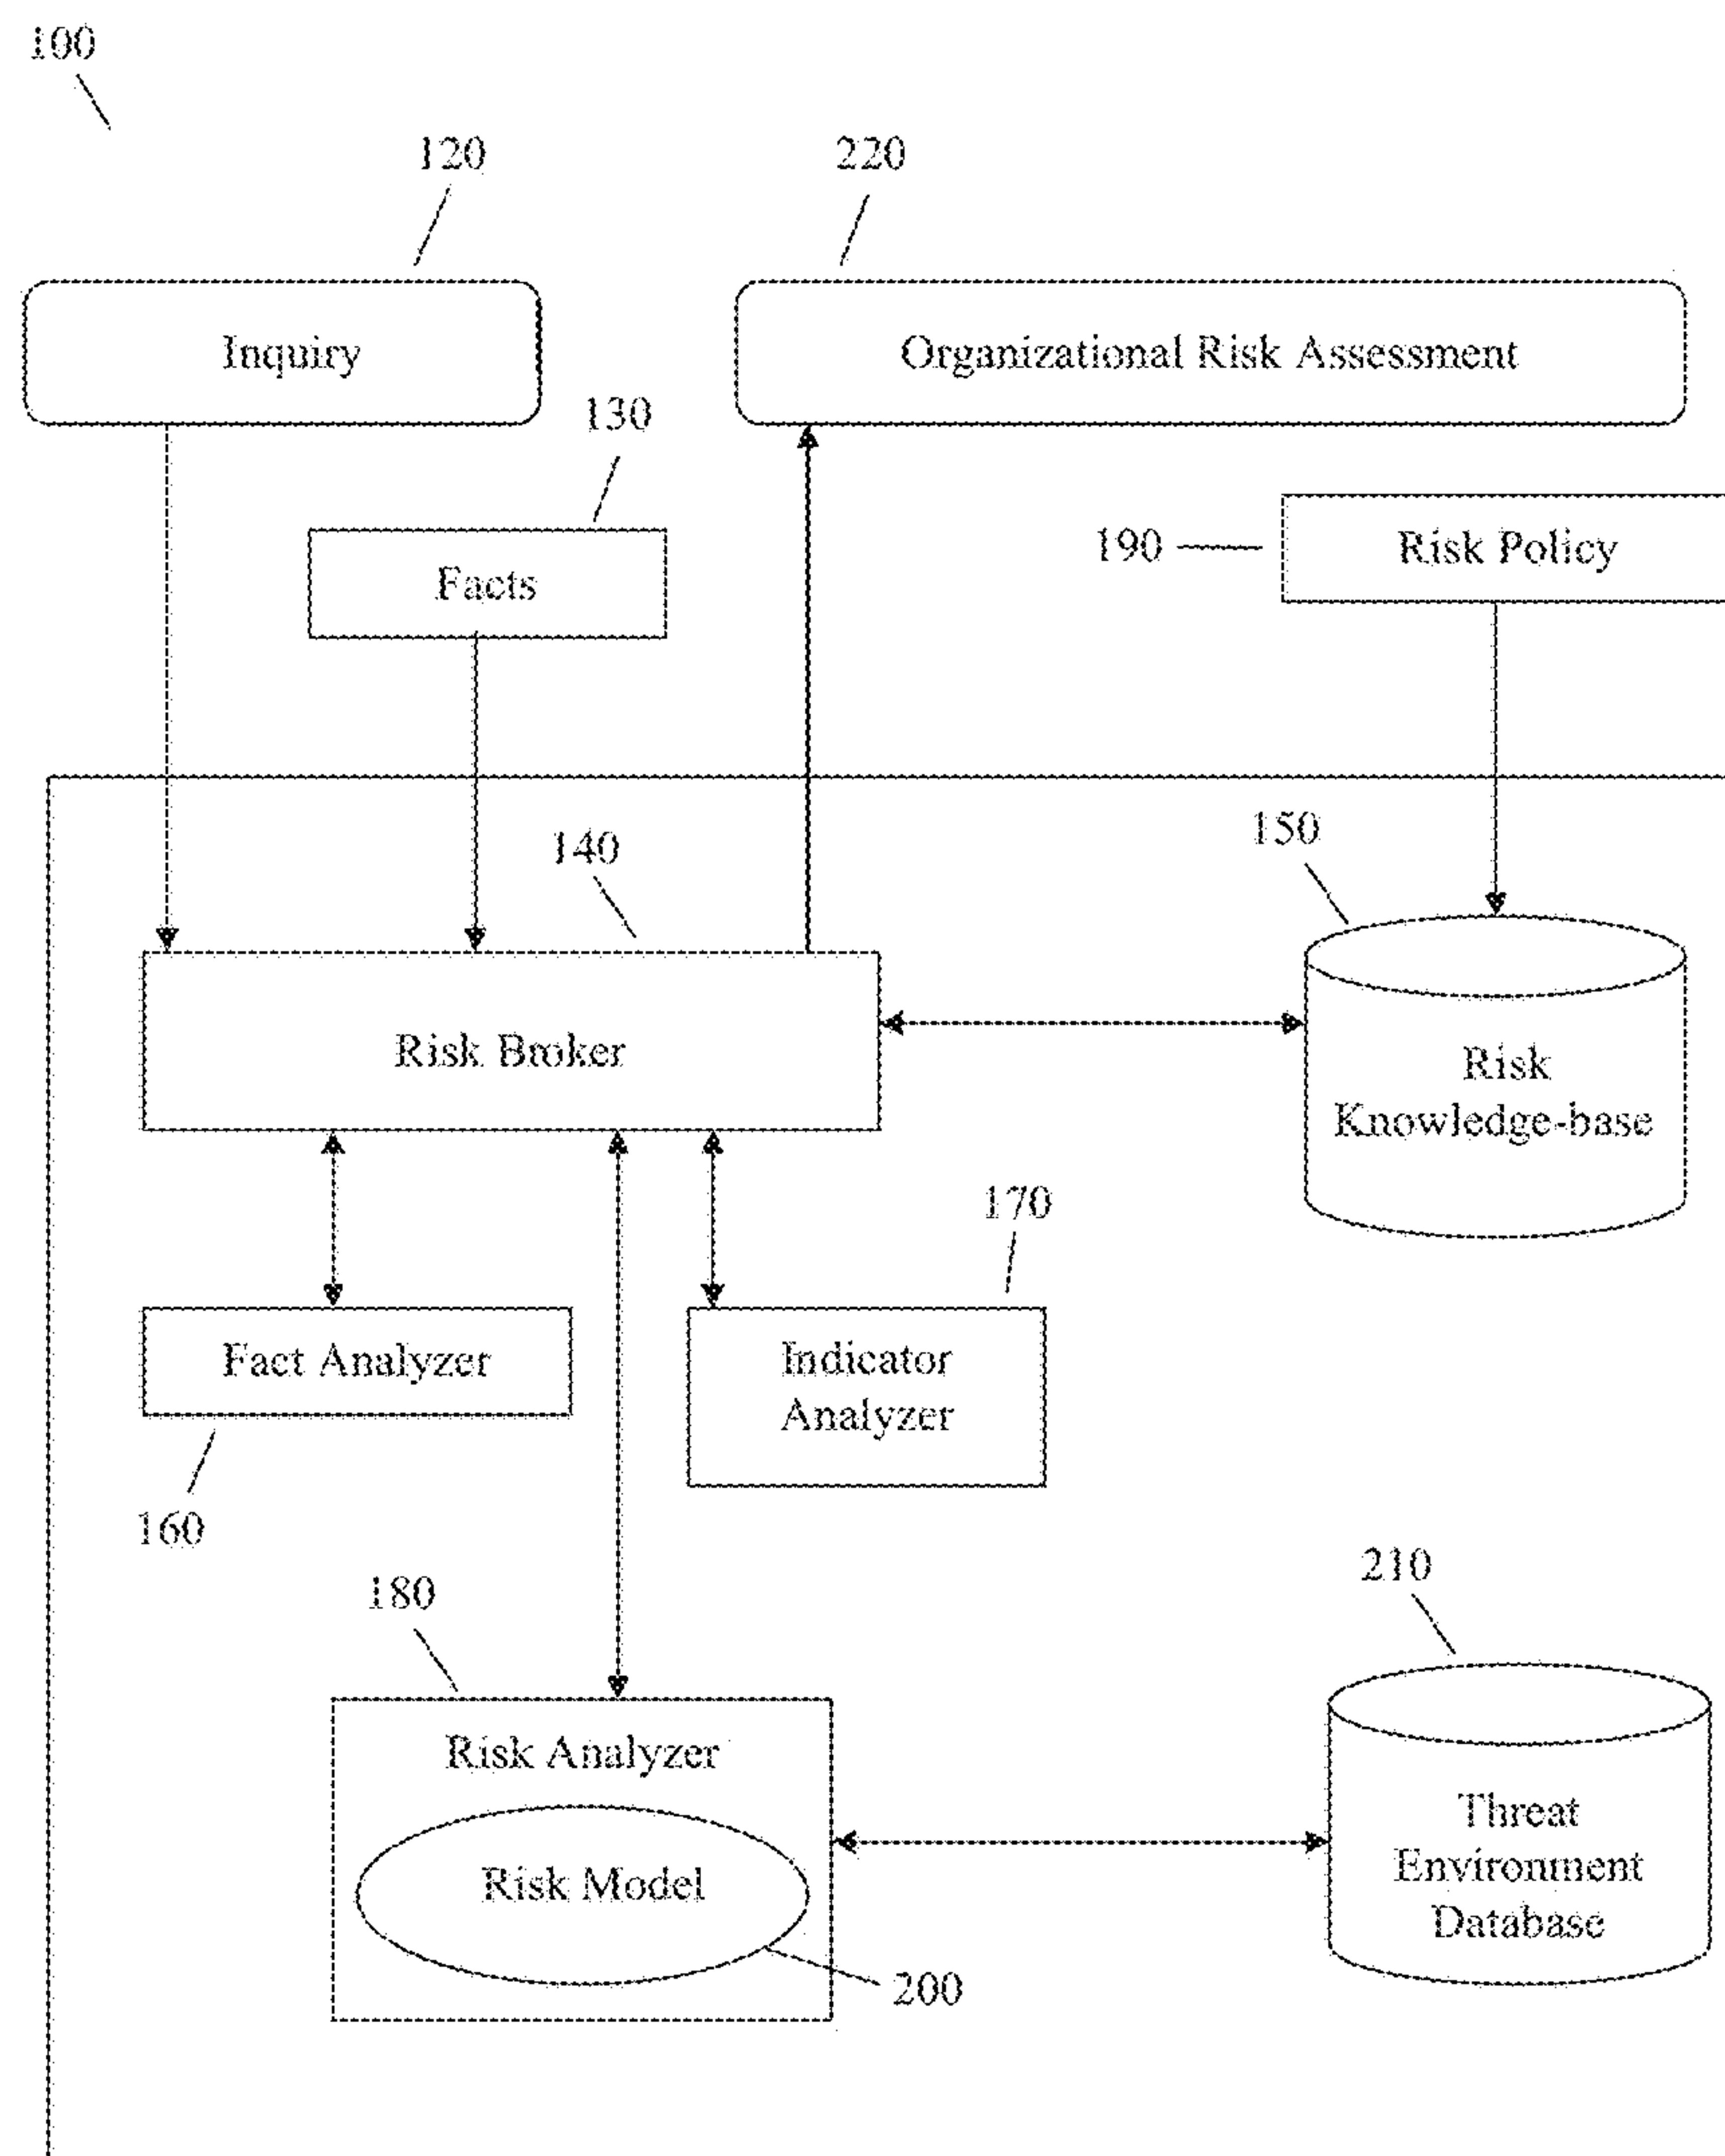 100
120
220
Inquiry
Organizational Risk Assessment
130
190
Risk Policy
Facts
140
150
Risk Broker
Risk
Knowledge-base
170
Fact Analyzer
Indicator
Analyzer
160
180
210
Risk Analyzer
Risk Model
Threat
Environment
Database
200